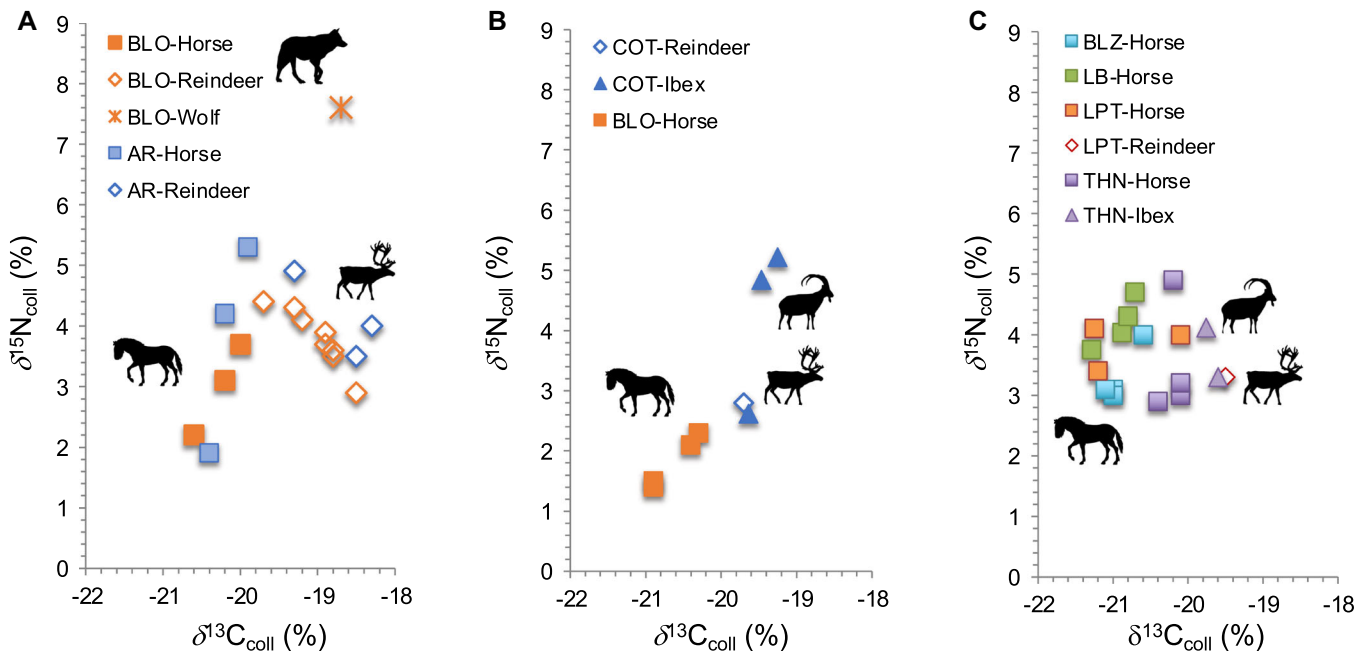 A
BLO-Horse
BLO-Reindeer
BLO-Wolf
AR-Horse
AR-Reindeer
9
8
7
6
5
4
3
2
1
0
δ¹⁵Ncoll (%)
-22 -21 -20 -19 -18
δ¹³Ccoll (%)
B
COT-Reindeer
COT-Ibex
BLO-Horse
9
8
7
6
5
4
3
2
1
0
δ¹⁵Ncoll (%)
-22 -21 -20 -19 -18
δ¹³Ccoll (%)
C
BLZ-Horse
LB-Horse
LPT-Horse
LPT-Reindeer
THN-Horse
THN-Ibex
9
8
7
6
5
4
3
2
1
0
δ¹⁵Ncoll (%)
-22 -21 -20 -19 -18
δ¹³Ccoll (%)